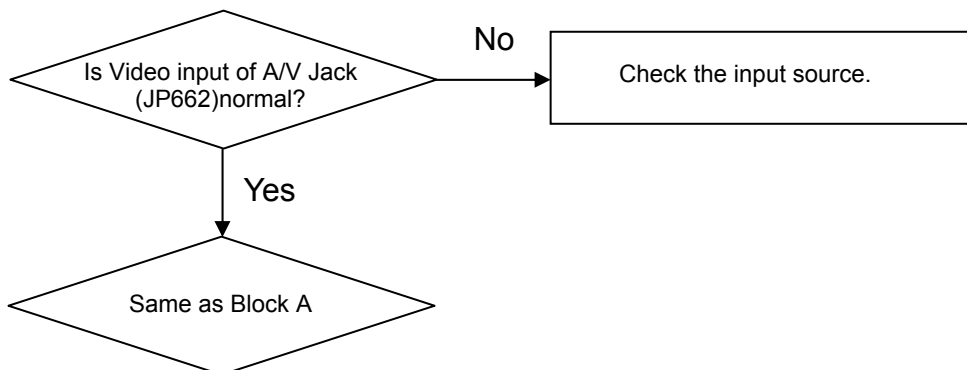 No
Is Video input of A/V Jack
(JP662)normal?
Check the input source.
Yes
Same as Block A